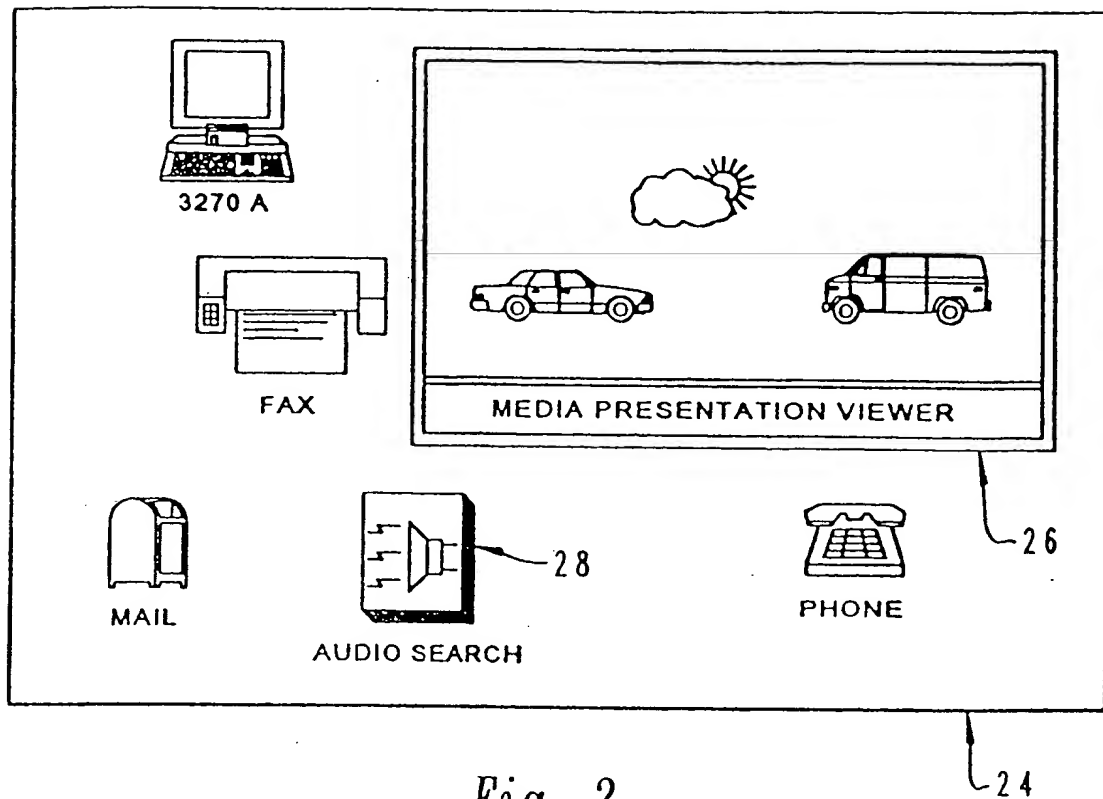 3270 A
FAX
MEDIA PRESENTATION VIEWER
26
28
MAIL
AUDIO SEARCH
PHONE
24
Fig. 2